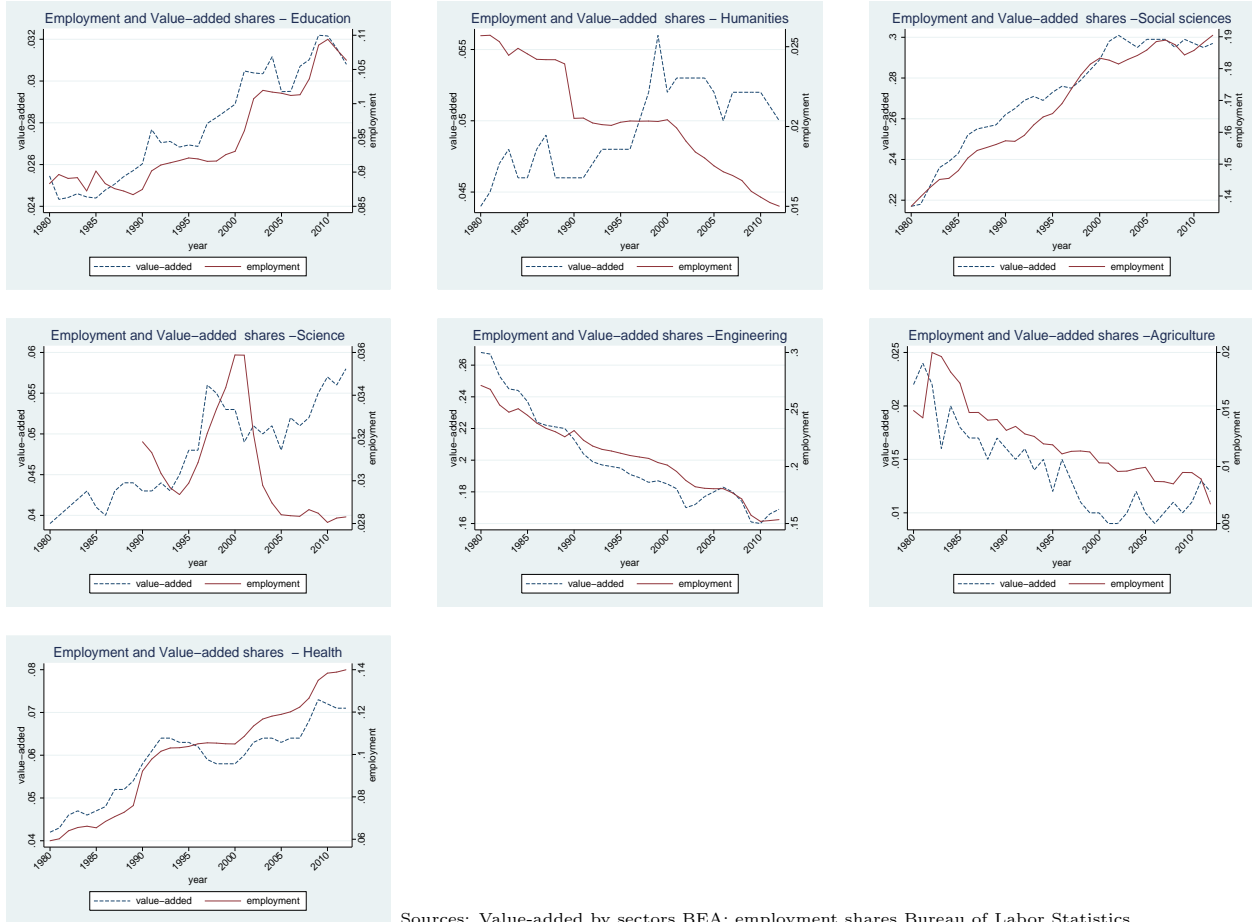 Employment and Value−added shares − Education
value−added
.024 .026 .028 .03 .032
employment
.085 .09 .095 .1 .105 .11
1980 1985 1990 1995 2000 2005 2010
year
value−added employment
Employment and Value−added shares − Humanities
value−added
.045 .05 .055
employment
.015 .02 .025
1980 1985 1990 1995 2000 2005 2010
year
value−added employment
Employment and Value−added shares −Social sciences
value−added
.22 .24 .26 .28 .3
employment
.14 .15 .16 .17 .18 .19
1980 1985 1990 1995 2000 2005 2010
year
value−added employment
Employment and Value−added shares −Science
value−added
.04 .045 .05 .055 .06
employment
.028 .03 .032 .034 .036
1980 1985 1990 1995 2000 2005 2010
year
value−added employment
Employment and Value−added shares −Engineering
value−added
.16 .18 .2 .22 .24 .26
employment
.15 .2 .25 .3
1980 1985 1990 1995 2000 2005 2010
year
value−added employment
Employment and Value−added shares −Agriculture
value−added
.01 .015 .02 .025
employment
.005 .01 .015 .02
1980 1985 1990 1995 2000 2005 2010
year
value−added employment
Employment and Value−added shares − Health
value−added
.04 .05 .06 .07 .08
employment
.06 .08 .1 .12 .14
1980 1985 1990 1995 2000 2005 2010
year
value−added employment
Sources: Value-added by sectors BEA; employment shares Bureau of Labor Statistics